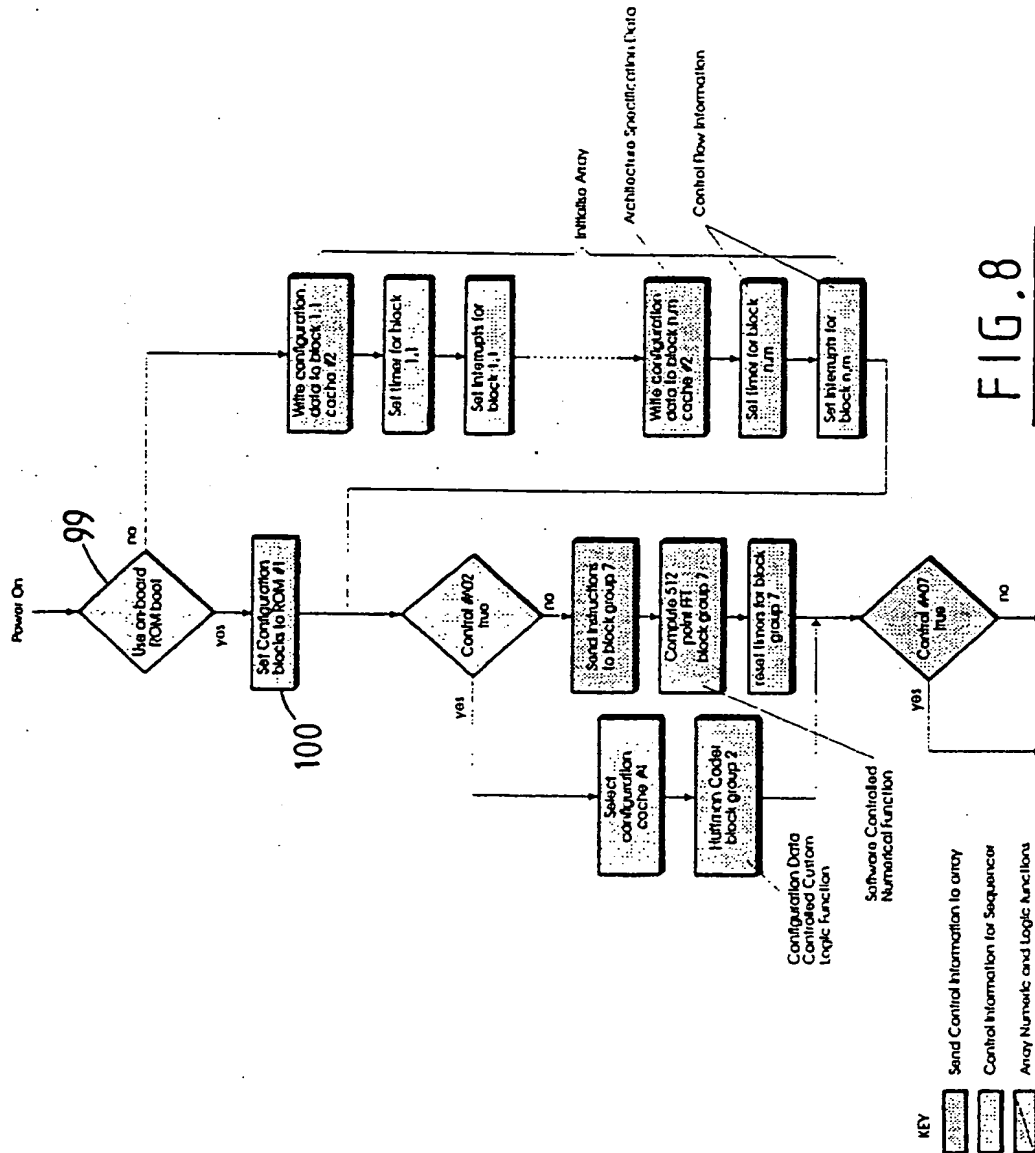 Power On
99
Use on-board
ROM boot
no
yes
Set Configuration
blocks to ROM #1
100
Write configuration
data to block 1,1
cache #2
Set timer for block
1,1
Set Interrupts for
block 1,1
Write configuration
data to block n,m
cache #2
Set timer for block
n,m
Set Interrupts for
block n,m
Initialise Array
Architecture Specification Data
Control Flow Information
Control #A02
true
yes
no
Select
configuration
cache #1
Huffman Coder
block group 2
Send Instructions
to block group 7
Compute 512
point FFT
block group 7
reset timers for block
group 7
Configuration Data
Controlled Custom
Logic Function
Software Controlled
Numerical Function
Control #A07
true
yes
no
KEY
Send Control Information to array
Control Information for Sequencer
Array Numeric and Logic functions
FIG.8